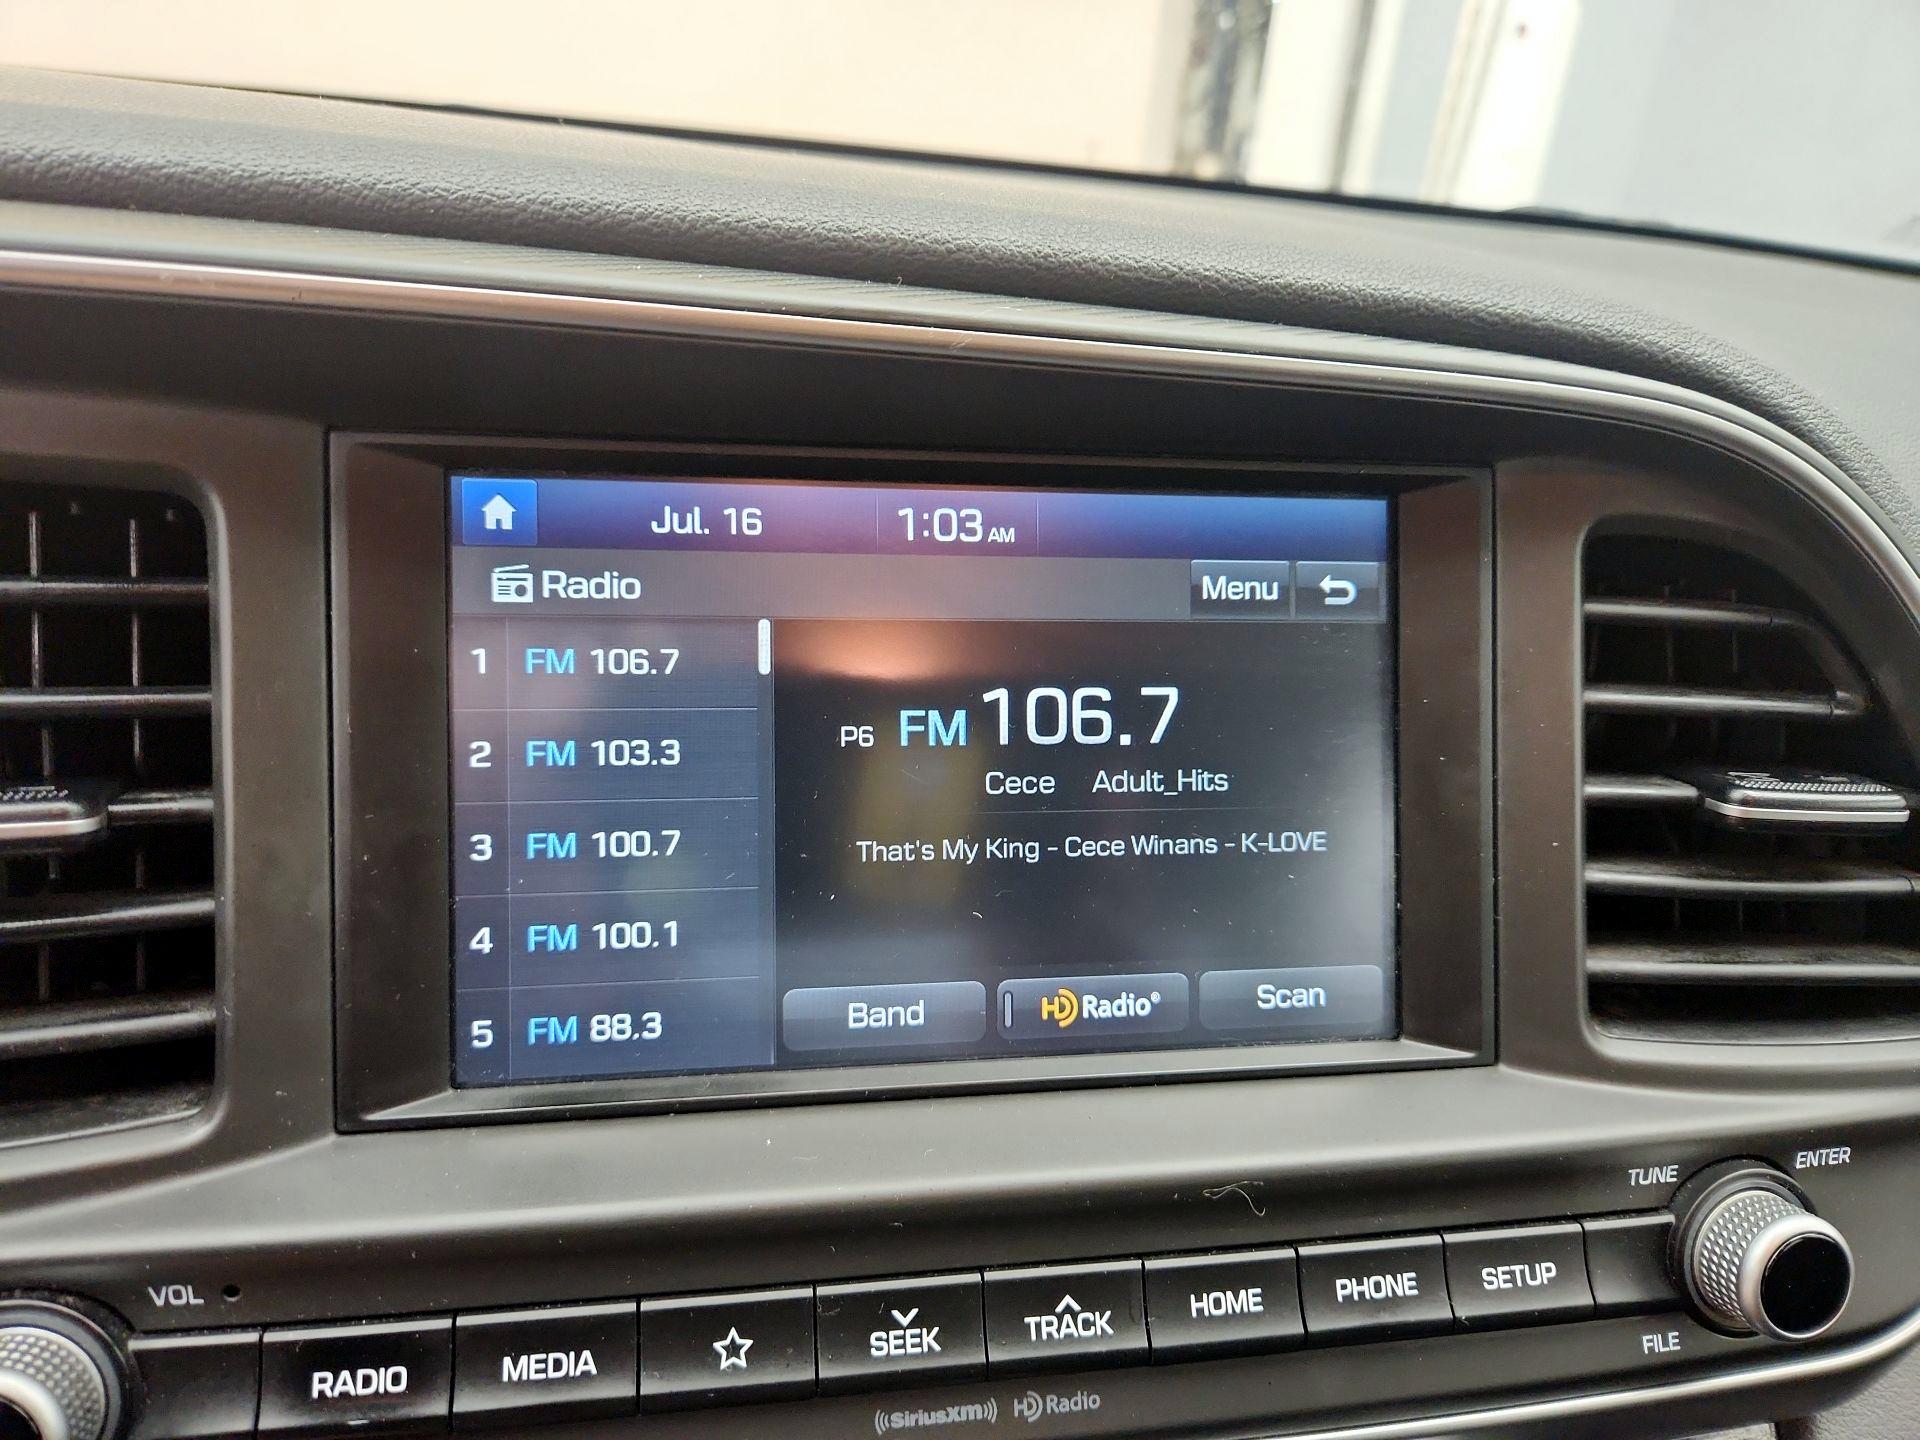 Jul. 16 1:03 AM
Radio Menu
1 FM 106.7
2 FM 103.3
3 FM 100.7
4 FM 100.1
5 FM 88.3
P6 FM 106.7
Cece Adult_Hits
That's My King - Cece Winans - K-LOVE
Band HD Radio® Scan
TUNE ENTER
VOL
RADIO MEDIA SEEK TRACK HOME PHONE SETUP
FILE
((SiriusXM)) HD Radio